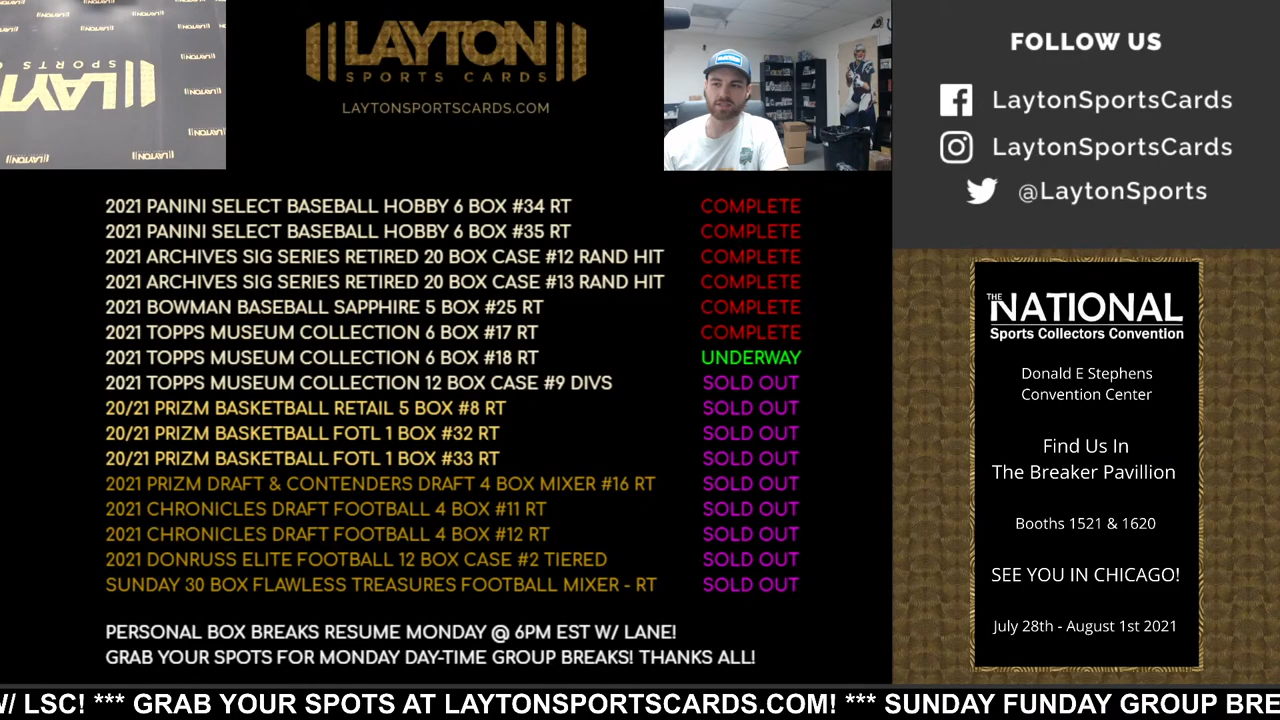 LAYTON
SPORTS CARDS
LAYTONSPORTSCARDS.COM
FOLLOW US
LaytonSportsCards
LaytonSportsCards
@LaytonSports
2021 PANINI SELECT BASEBALL HOBBY 6 BOX #34 RT COMPLETE
2021 PANINI SELECT BASEBALL HOBBY 6 BOX #35 RT COMPLETE
2021 ARCHIVES SIG SERIES RETIRED 20 BOX CASE #12 RAND HIT COMPLETE
2021 ARCHIVES SIG SERIES RETIRED 20 BOX CASE #13 RAND HIT COMPLETE
2021 BOWMAN BASEBALL SAPPHIRE 5 BOX #25 RT COMPLETE
2021 TOPPS MUSEUM COLLECTION 6 BOX #17 RT COMPLETE
2021 TOPPS MUSEUM COLLECTION 6 BOX #18 RT UNDERWAY
2021 TOPPS MUSEUM COLLECTION 12 BOX CASE #9 DIVS SOLD OUT
20/21 PRIZM BASKETBALL RETAIL 5 BOX #8 RT SOLD OUT
20/21 PRIZM BASKETBALL FOTL 1 BOX #32 RT SOLD OUT
20/21 PRIZM BASKETBALL FOTL 1 BOX #33 RT SOLD OUT
2021 PRIZM DRAFT & CONTENDERS DRAFT 4 BOX MIXER #16 RT SOLD OUT
2021 CHRONICLES DRAFT FOOTBALL 4 BOX #11 RT SOLD OUT
2021 CHRONICLES DRAFT FOOTBALL 4 BOX #12 RT SOLD OUT
2021 DONRUSS ELITE FOOTBALL 12 BOX CASE #2 TIERED SOLD OUT
SUNDAY 30 BOX FLAWLESS TREASURES FOOTBALL MIXER - RT SOLD OUT
PERSONAL BOX BREAKS RESUME MONDAY @ 6PM EST W/ LANE!
GRAB YOUR SPOTS FOR MONDAY DAY-TIME GROUP BREAKS! THANKS ALL!
THE NATIONAL
Sports Collectors Convention
Donald E Stephens
Convention Center
Find Us In
The Breaker Pavillion
Booths 1521 & 1620
SEE YOU IN CHICAGO!
July 28th - August 1st 2021
W/ LSC! *** GRAB YOUR SPOTS AT LAYTONSPORTSCARDS.COM! *** SUNDAY FUNDAY GROUP BRE